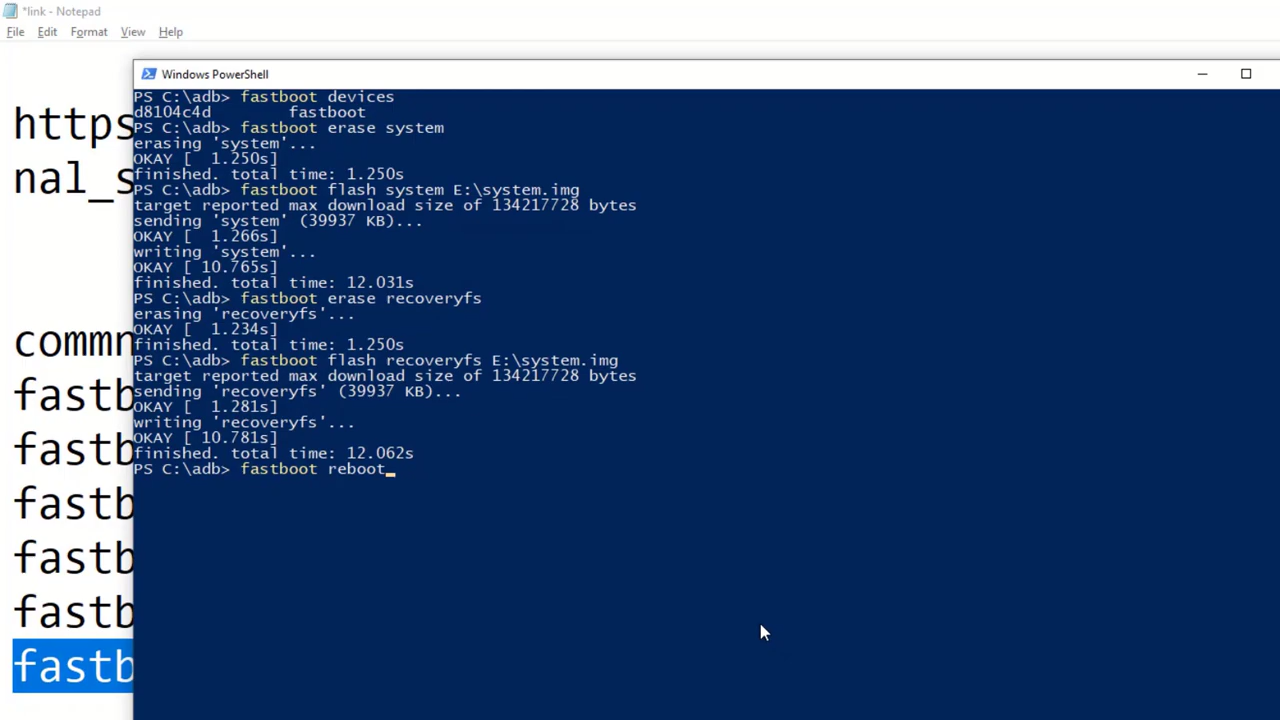 *link - Notepad
File Edit Format View Help
https
nal_s
commn
fastb
fastb
fastb
fastb
fastb
fastb
Windows PowerShell
PS C:\adb> fastboot devices
d8104c4d        fastboot
PS C:\adb> fastboot erase system
erasing 'system'...
OKAY [  1.250s]
finished. total time: 1.250s
PS C:\adb> fastboot flash system E:\system.img
target reported max download size of 134217728 bytes
sending 'system' (39937 KB)...
OKAY [  1.266s]
writing 'system'...
OKAY [ 10.765s]
finished. total time: 12.031s
PS C:\adb> fastboot erase recoveryfs
erasing 'recoveryfs'...
OKAY [  1.234s]
finished. total time: 1.250s
PS C:\adb> fastboot flash recoveryfs E:\system.img
target reported max download size of 134217728 bytes
sending 'recoveryfs' (39937 KB)...
OKAY [  1.281s]
writing 'recoveryfs'...
OKAY [ 10.781s]
finished. total time: 12.062s
PS C:\adb> fastboot reboot_